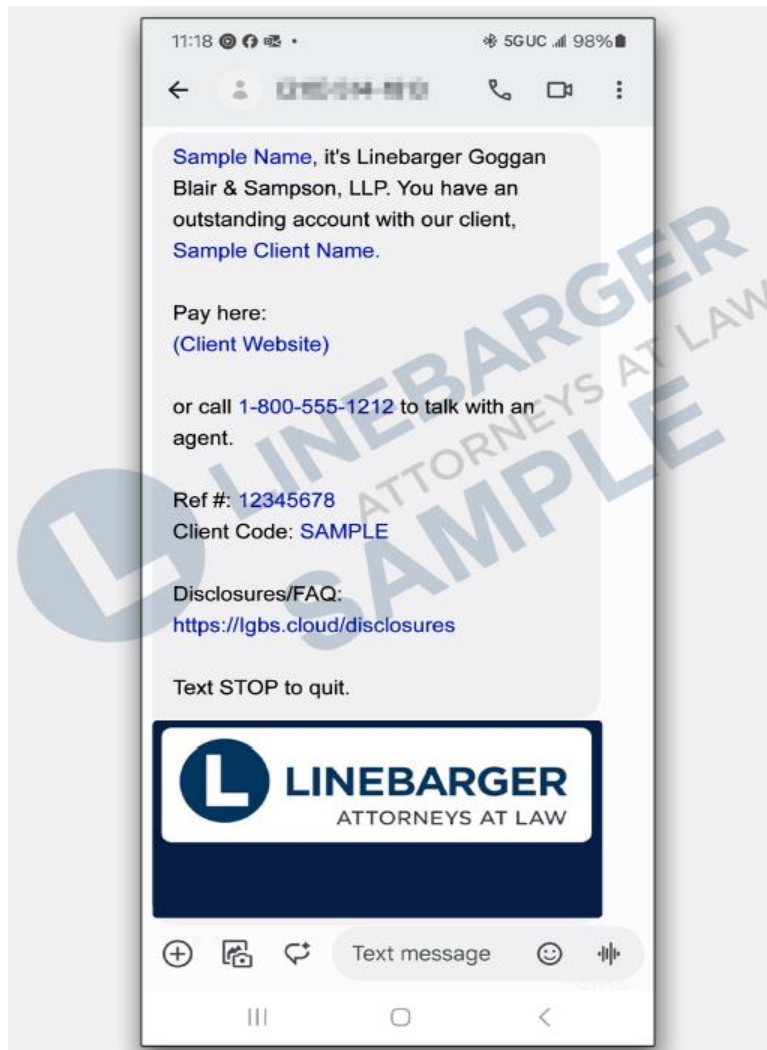 11:18
5G UC 98%
Sample Name, it's Linebarger Goggan
Blair & Sampson, LLP. You have an
outstanding account with our client,
Sample Client Name.
Pay here:
(Client Website)
or call 1-800-555-1212 to talk with an
agent.
Ref #: 12345678
Client Code: SAMPLE
Disclosures/FAQ:
https://lgbs.cloud/disclosures
Text STOP to quit.
L LINEBARGER
ATTORNEYS AT LAW
Text message
L LINEBARGER
ATTORNEYS AT LAW
SAMPLE